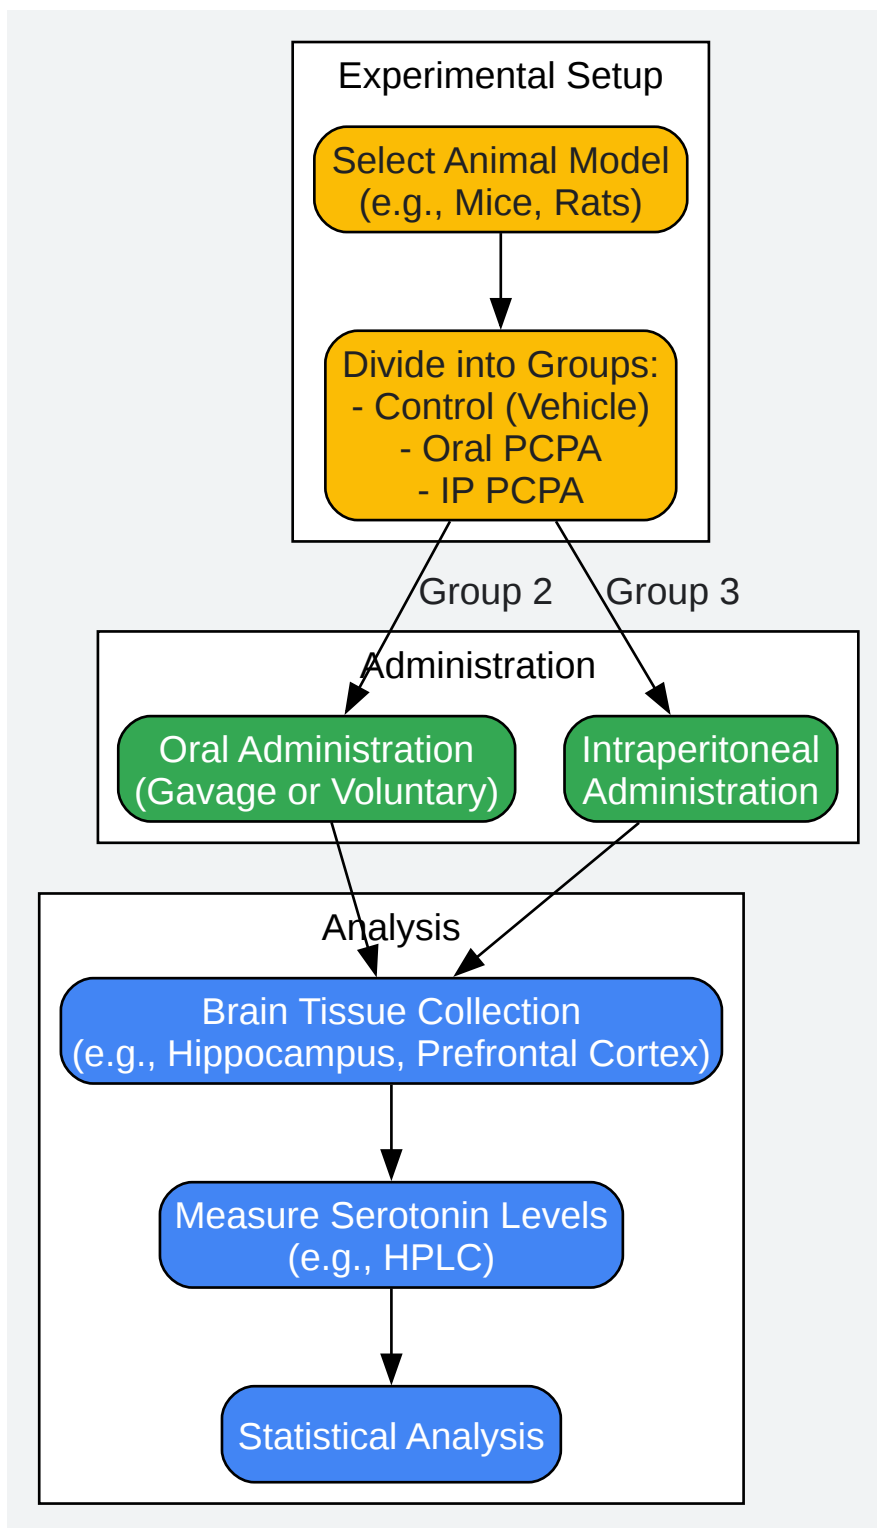 Experimental Setup
Select Animal Model
(e.g., Mice, Rats)
Divide into Groups:
- Control (Vehicle)
- Oral PCPA
- IP PCPA
Group 2
Group 3
Administration
Oral Administration
(Gavage or Voluntary)
Intraperitoneal
Administration
Analysis
Brain Tissue Collection
(e.g., Hippocampus, Prefrontal Cortex)
Measure Serotonin Levels
(e.g., HPLC)
Statistical Analysis